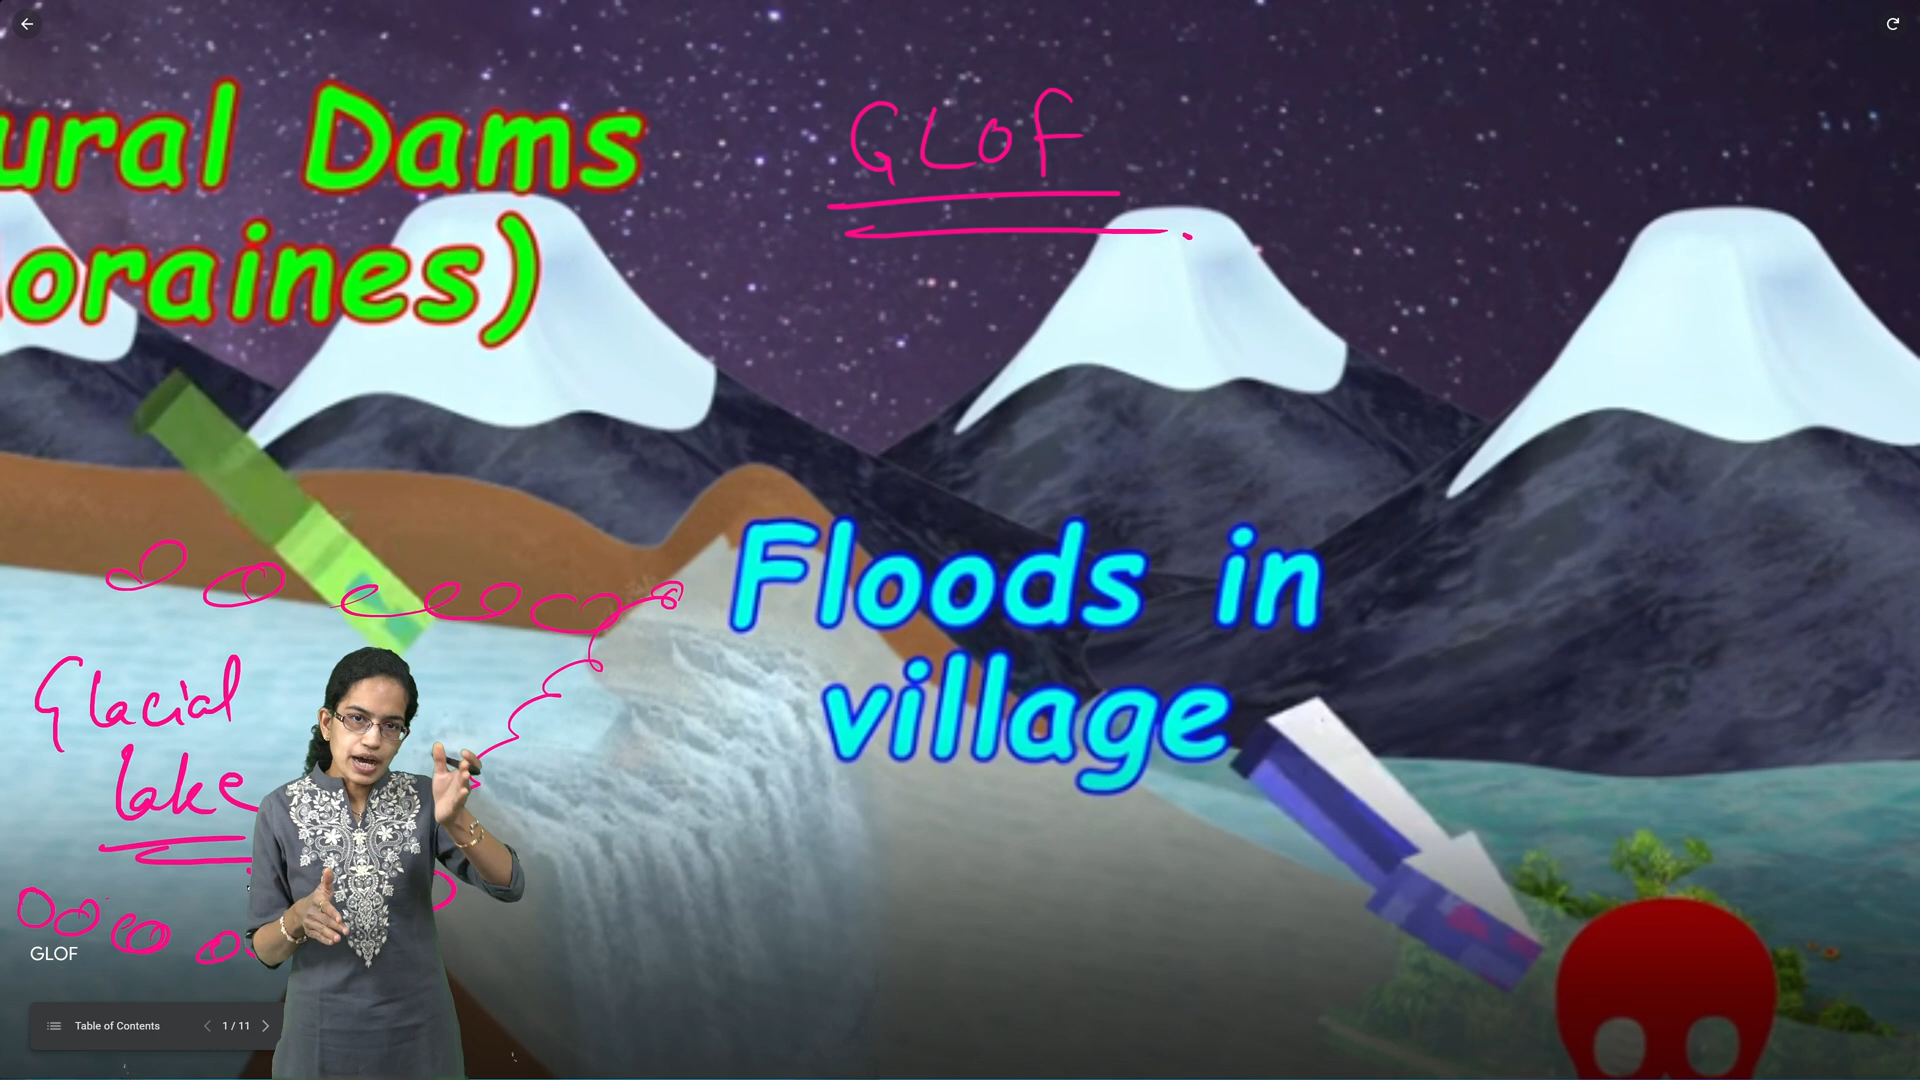 ural Dams
oraines)
GLOF
Floods in
village
Glacial
lake
GLOF
Table of Contents
1 / 11